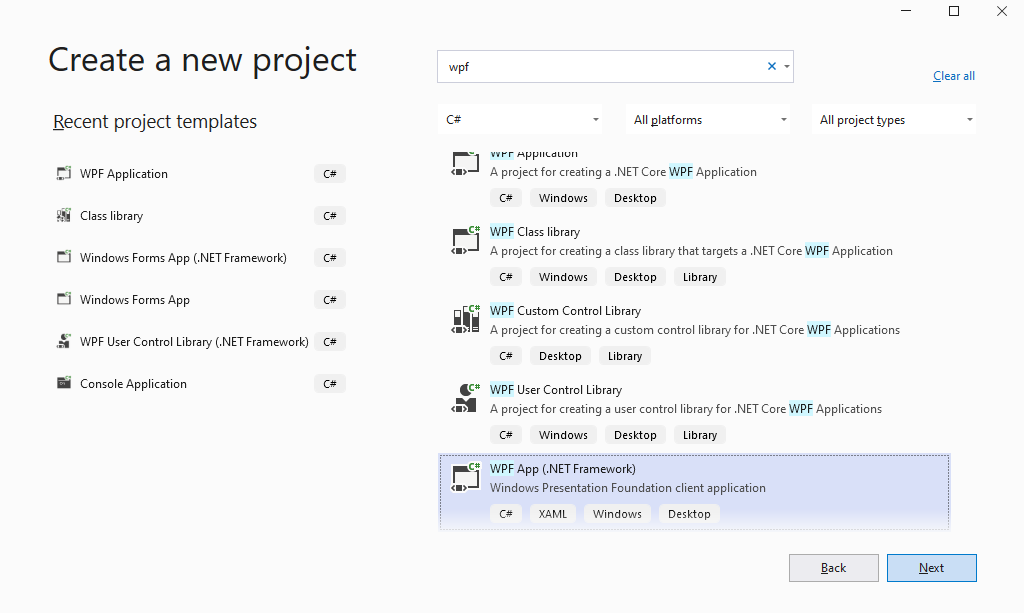 Create a new project
Recent project templates
WPF Application C#
Class library C#
Windows Forms App (.NET Framework) C#
Windows Forms App C#
WPF User Control Library (.NET Framework) C#
Console Application C#
wpf
Clear all
C# All platforms All project types
WPF Application
A project for creating a .NET Core WPF Application
C# Windows Desktop
C#
WPF Class library
A project for creating a class library that targets a .NET Core WPF Application
C# Windows Desktop Library
C#
WPF Custom Control Library
A project for creating a custom control library for .NET Core WPF Applications
C# Desktop Library
C#
WPF User Control Library
A project for creating a user control library for .NET Core WPF Applications
C# Windows Desktop Library
C#
WPF App (.NET Framework)
Windows Presentation Foundation client application
C# XAML Windows Desktop
Back Next